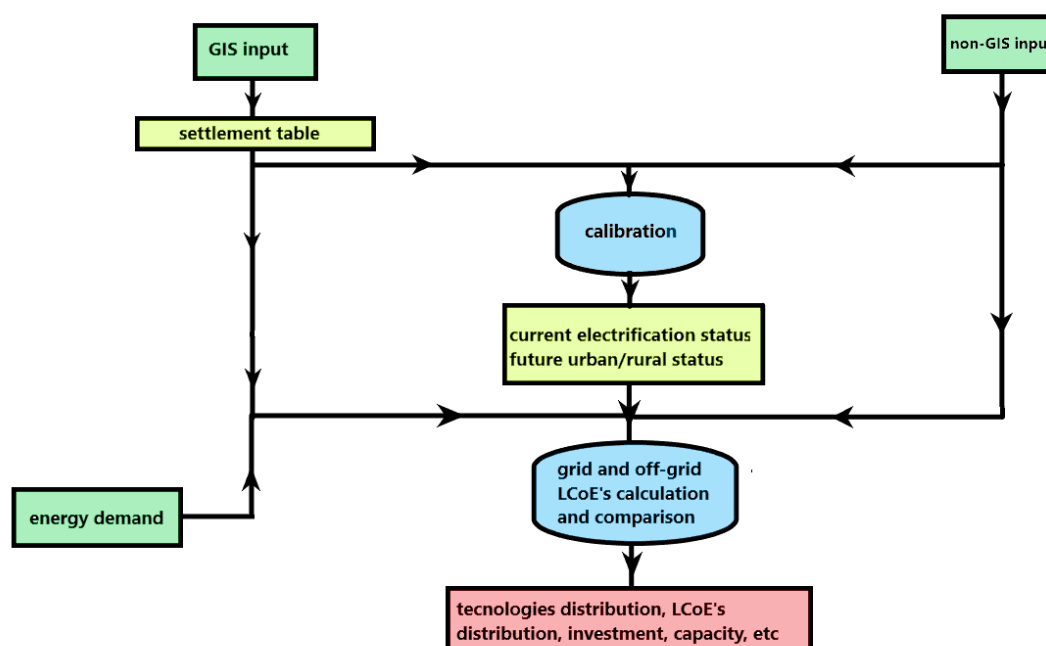 GIS input
non-GIS inpu
settlement table
calibration
current electrification status
future urban/rural status
grid and off-grid
LCoE's calculation
and comparison
energy demand
tecnologies distribution, LCoE's
distribution, investment, capacity, etc